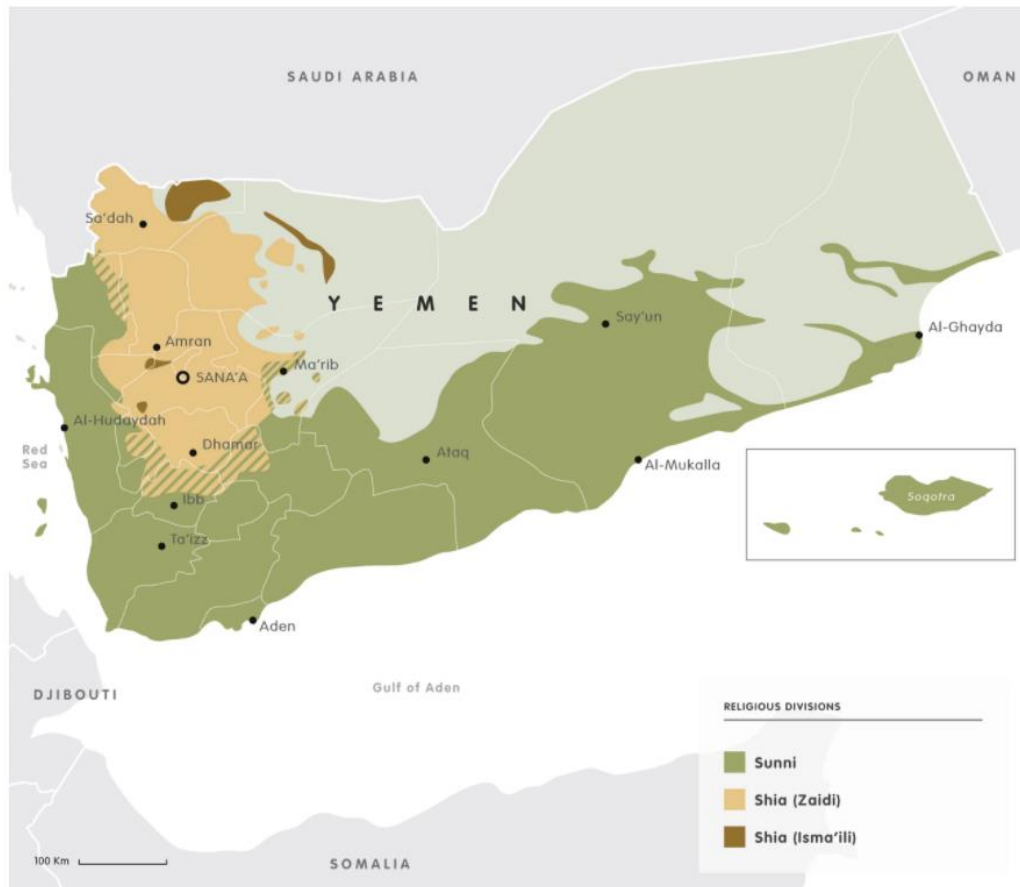 SAUDI ARABIA
OMAN
Sa'dah
YEMEN
Say'un
Al-Ghayda
Amran
Ma'rib
SANA'A
Al-Hudaydah
Red
Sea
Dhamar
Ataq
Al-Mukalla
Ibb
Soqotra
Ta'izz
Aden
DJIBOUTI
Gulf of Aden
RELIGIOUS DIVISIONS
Sunni
Shia (Zaidi)
Shia (Isma'ili)
100 Km
SOMALIA